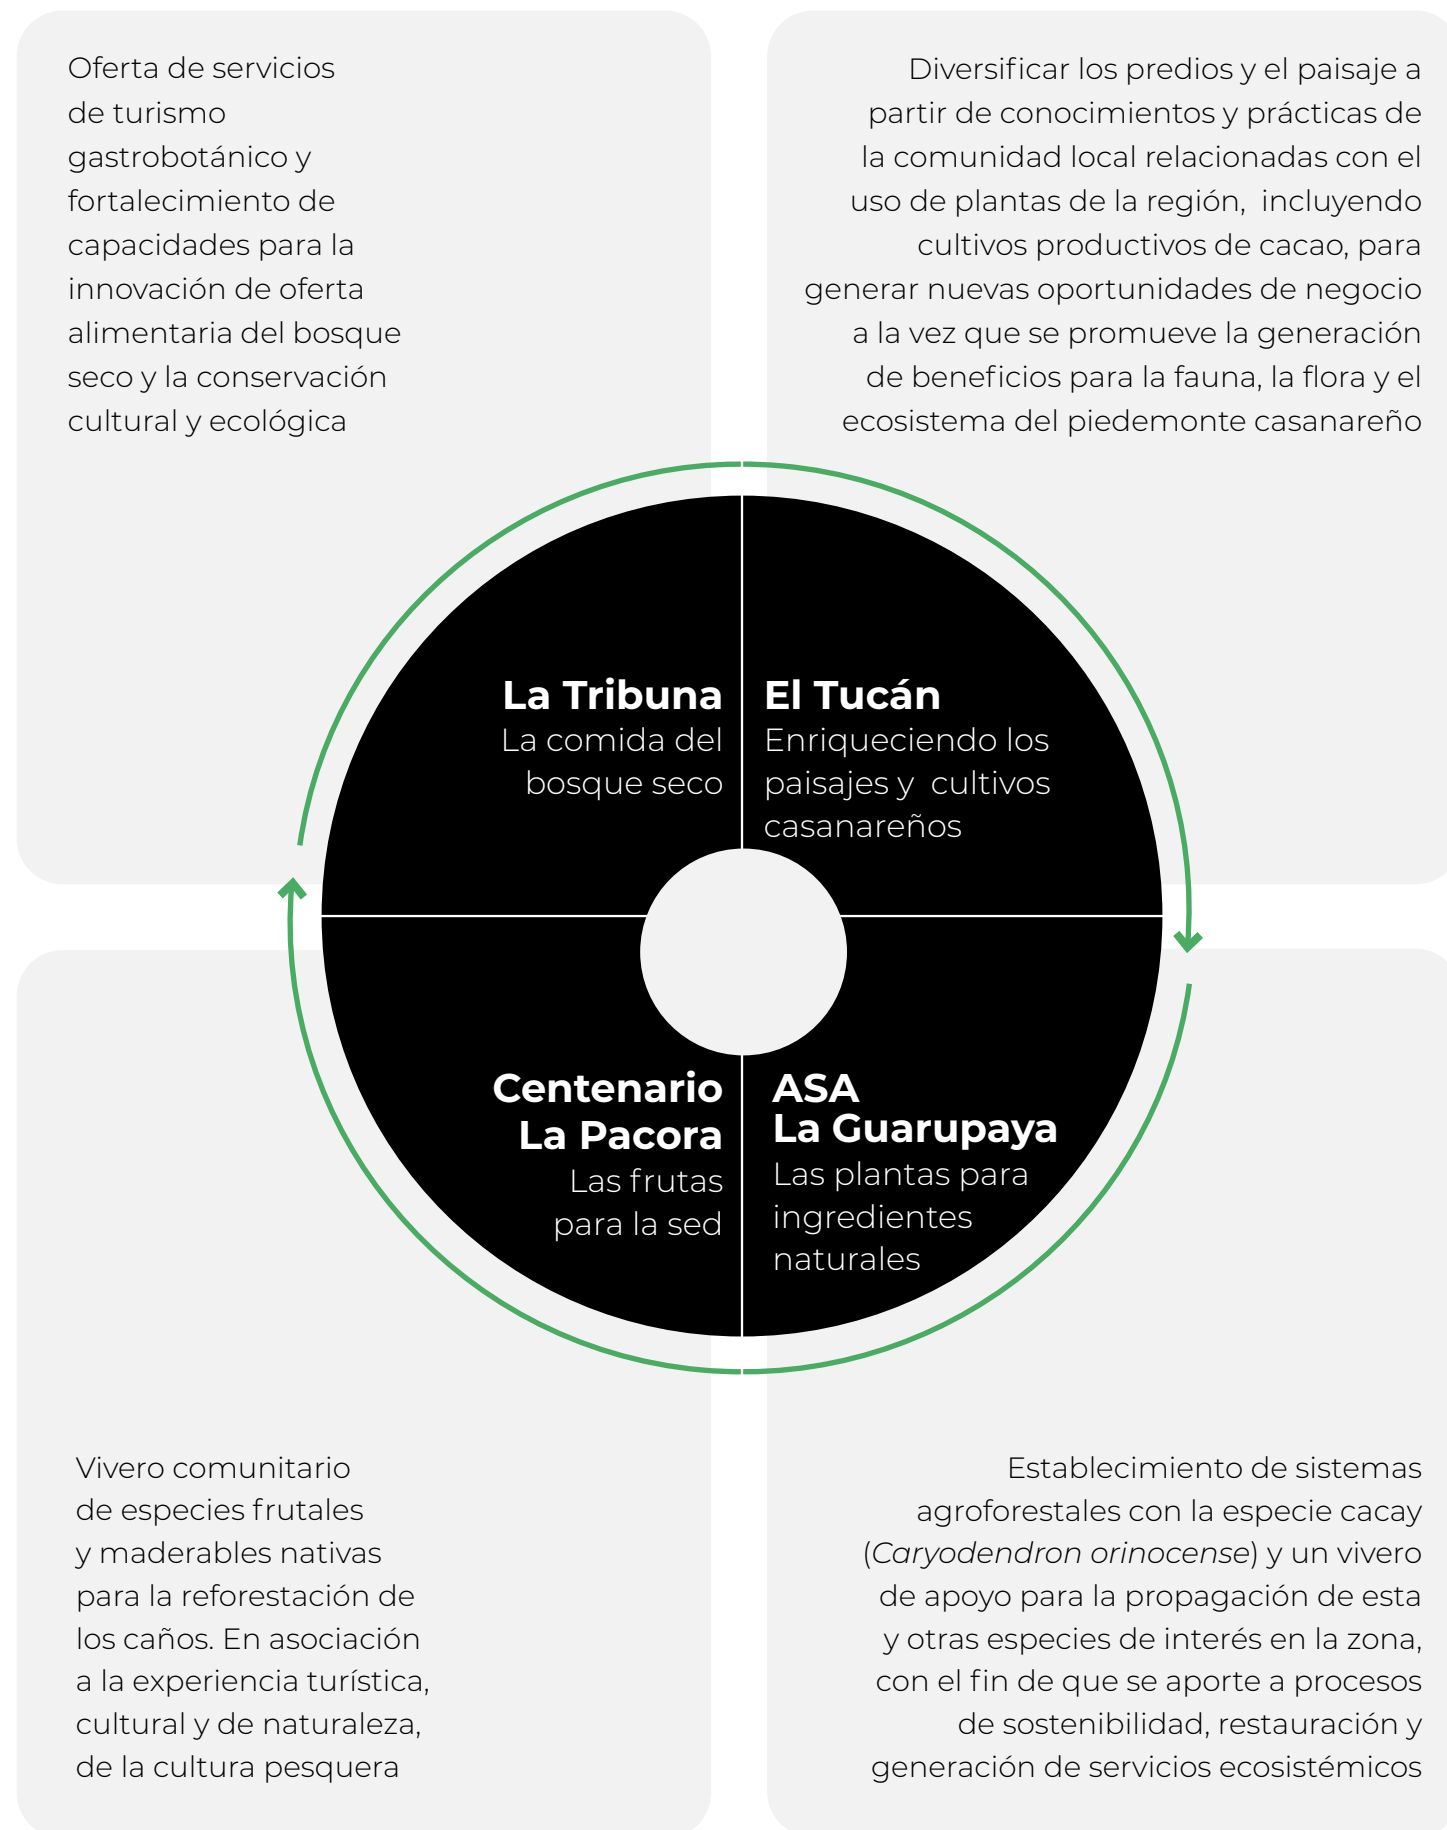 Oferta de servicios
de turismo
gastrobotánico y
fortalecimiento de
capacidades para la
innovación de oferta
alimentaria del bosque
seco y la conservación
cultural y ecológica
Diversificar los predios y el paisaje a
partir de conocimientos y prácticas de
la comunidad local relacionadas con el
uso de plantas de la región, incluyendo
cultivos productivos de cacao, para
generar nuevas oportunidades de negocio
a la vez que se promueve la generación
de beneficios para la fauna, la flora y el
ecosistema del piedemonte casanareño
La Tribuna
La comida del
bosque seco
El Tucán
Enriqueciendo los
paisajes y cultivos
casanareños
Centenario
La Pacora
Las frutas
para la sed
ASA
La Guarupaya
Las plantas para
ingredientes
naturales
Vivero comunitario
de especies frutales
y maderables nativas
para la reforestación de
los caños. En asociación
a la experiencia turística,
cultural y de naturaleza,
de la cultura pesquera
Establecimiento de sistemas
agroforestales con la especie cacay
(Caryodendron orinocense) y un vivero
de apoyo para la propagación de esta
y otras especies de interés en la zona,
con el fin de que se aporte a procesos
de sostenibilidad, restauración y
generación de servicios ecosistémicos